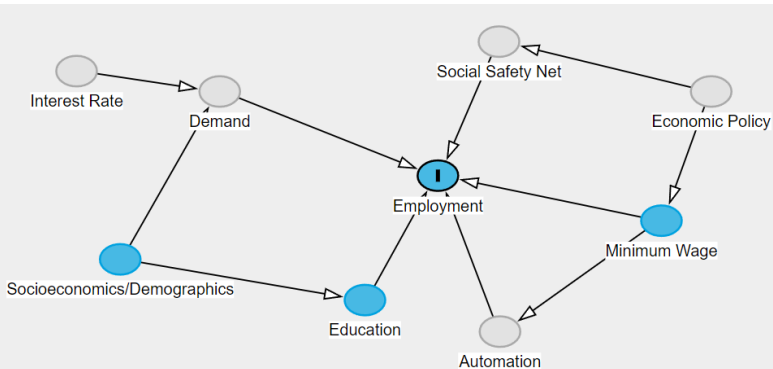 Social Safety Net
Interest Rate
Demand
Economic Policy
I
Employment
Minimum Wage
Socioeconomics/Demographics
Education
Automation